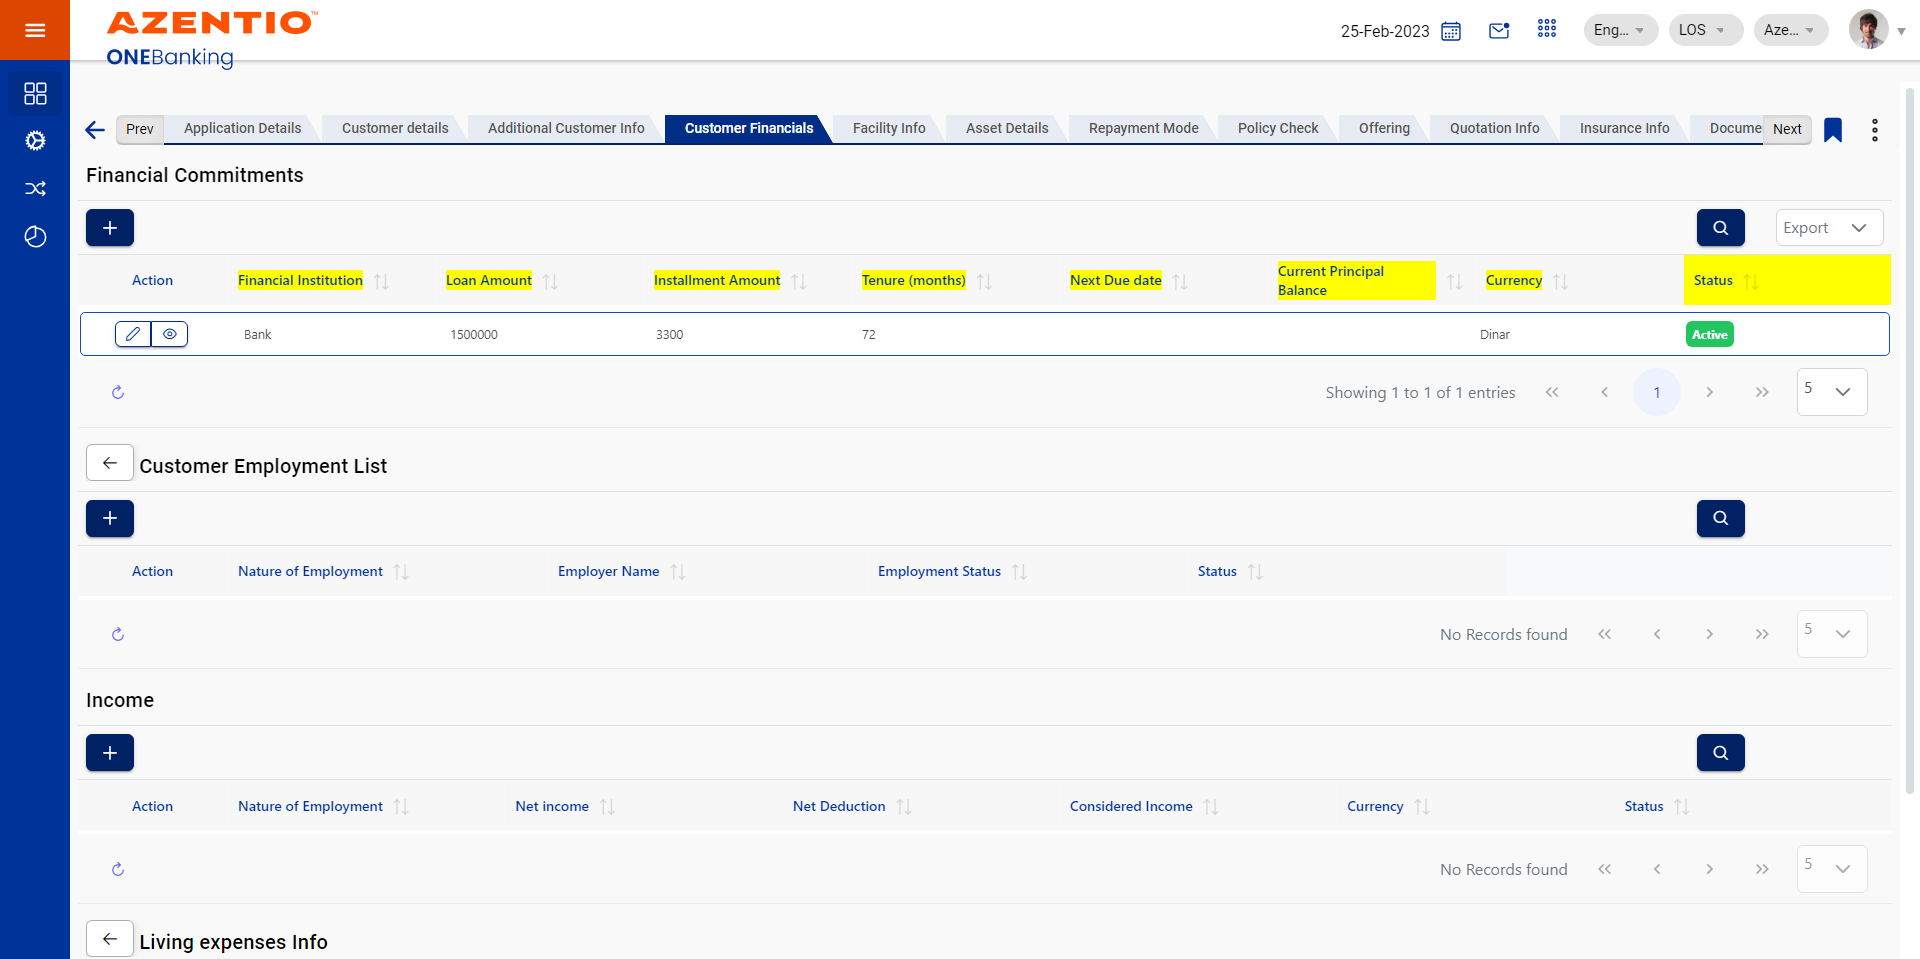 AZENTIO™
ONEBanking
25-Feb-2023
Eng...
LOS
Aze...
Prev
Application Details
Customer details
Additional Customer Info
Customer Financials
Facility Info
Asset Details
Repayment Mode
Policy Check
Offering
Quotation Info
Insurance Info
Docume
Next
Financial Commitments
Export
Action
Financial Institution
Loan Amount
Installment Amount
Tenure (months)
Next Due date
Current Principal
Balance
Currency
Status
Bank
1500000
3300
72
Dinar
Active
Showing 1 to 1 of 1 entries
1
5
Customer Employment List
Action
Nature of Employment
Employer Name
Employment Status
Status
No Records found
5
Income
Action
Nature of Employment
Net income
Net Deduction
Considered Income
Currency
Status
No Records found
5
Living expenses Info